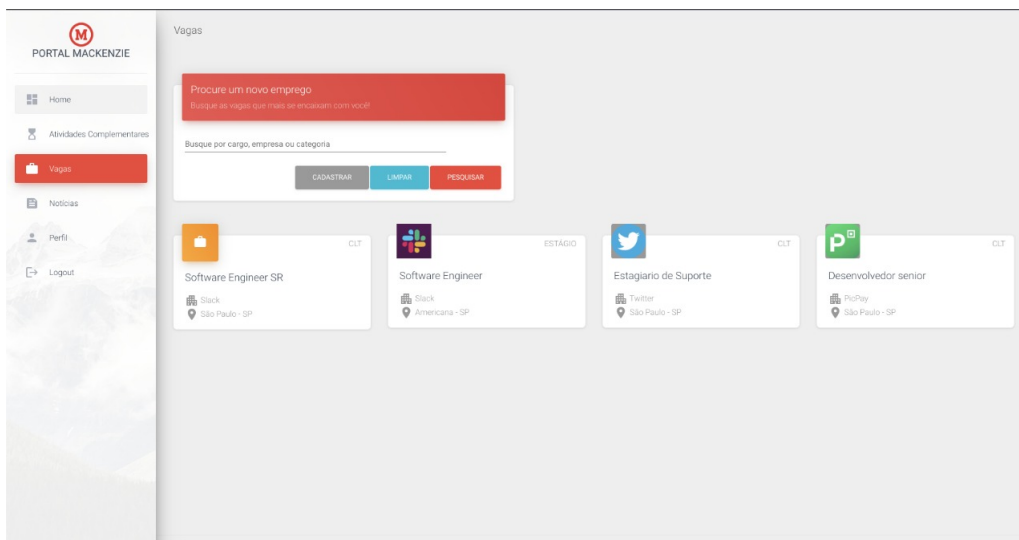 M
PORTAL MACKENZIE
Home
Atividades Complementares
Vagas
Notícias
Perfil
Logout
Vagas
Procure um novo emprego
Busque as vagas que mais se encaixam com você!
Busque por cargo, empresa ou categoria
CADASTRAR
LIMPAR
PESQUISAR
CLT
Software Engineer SR
Slack
São Paulo - SP
ESTÁGIO
Software Engineer
Slack
Americana - SP
CLT
Estagiario de Suporte
Twitter
São Paulo - SP
P
CLT
Desenvolvedor senior
PicPay
São Paulo - SP